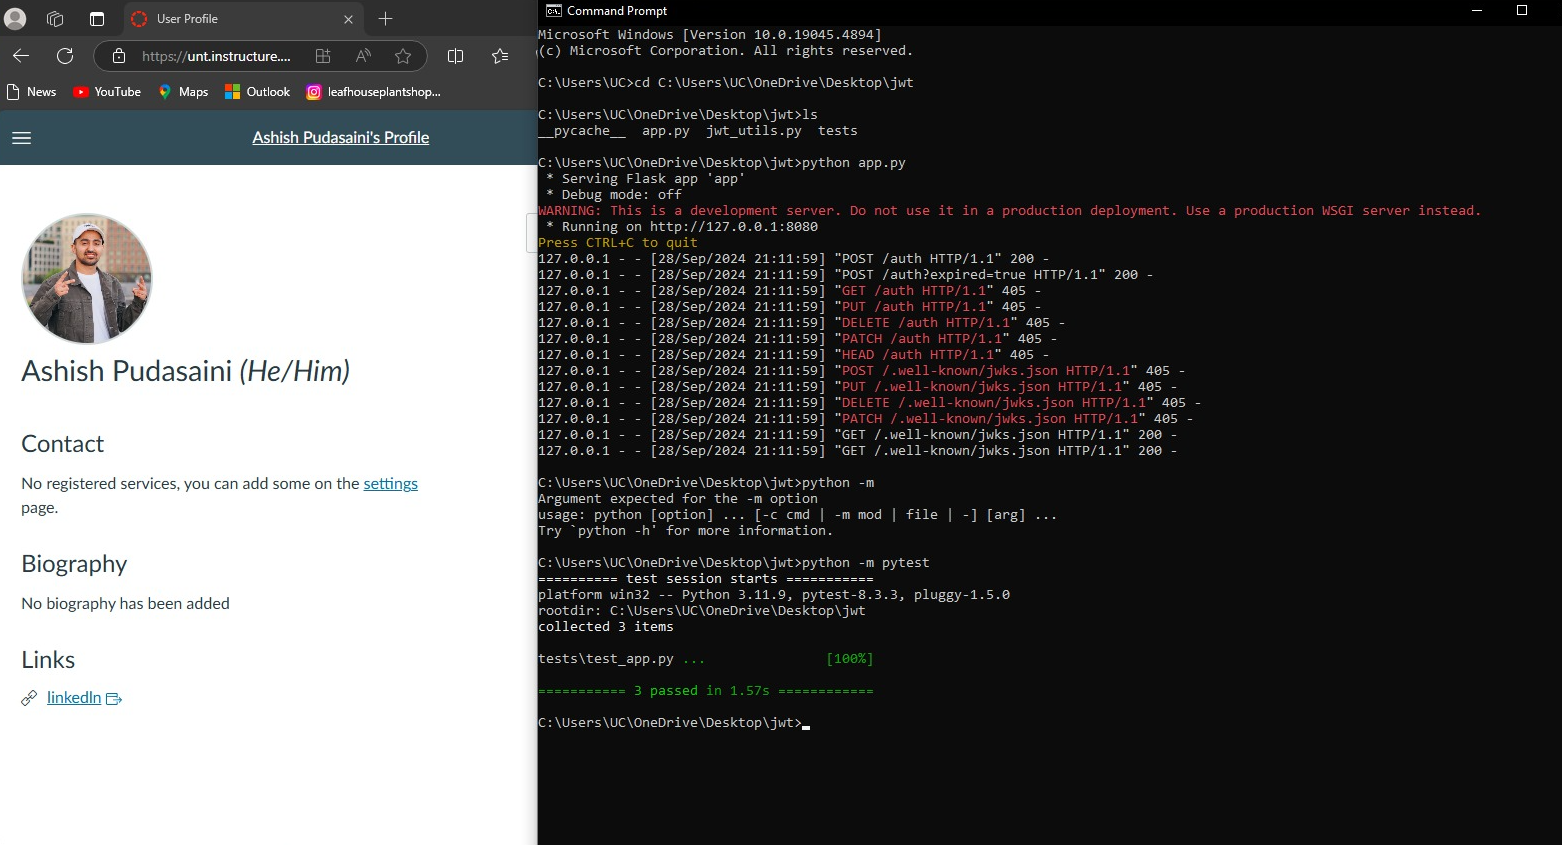 User Profile
https://unt.instructure....
News YouTube Maps Outlook leafhouseplantshop...
Ashish Pudasaini's Profile
Ashish Pudasaini (He/Him)
Contact
No registered services, you can add some on the settings
page.
Biography
No biography has been added
Links
linkedIn
Command Prompt
Microsoft Windows [Version 10.0.19045.4894]
(c) Microsoft Corporation. All rights reserved.
C:\Users\UC>cd C:\Users\UC\OneDrive\Desktop\jwt
C:\Users\UC\OneDrive\Desktop\jwt>ls
__pycache__  app.py  jwt_utils.py  tests
C:\Users\UC\OneDrive\Desktop\jwt>python app.py
 * Serving Flask app 'app'
 * Debug mode: off
WARNING: This is a development server. Do not use it in a production deployment. Use a production WSGI server instead.
 * Running on http://127.0.0.1:8080
Press CTRL+C to quit
127.0.0.1 - - [28/Sep/2024 21:11:59] "POST /auth HTTP/1.1" 200 -
127.0.0.1 - - [28/Sep/2024 21:11:59] "POST /auth?expired=true HTTP/1.1" 200 -
127.0.0.1 - - [28/Sep/2024 21:11:59] "GET /auth HTTP/1.1" 405 -
127.0.0.1 - - [28/Sep/2024 21:11:59] "PUT /auth HTTP/1.1" 405 -
127.0.0.1 - - [28/Sep/2024 21:11:59] "DELETE /auth HTTP/1.1" 405 -
127.0.0.1 - - [28/Sep/2024 21:11:59] "PATCH /auth HTTP/1.1" 405 -
127.0.0.1 - - [28/Sep/2024 21:11:59] "HEAD /auth HTTP/1.1" 405 -
127.0.0.1 - - [28/Sep/2024 21:11:59] "POST /.well-known/jwks.json HTTP/1.1" 405 -
127.0.0.1 - - [28/Sep/2024 21:11:59] "PUT /.well-known/jwks.json HTTP/1.1" 405 -
127.0.0.1 - - [28/Sep/2024 21:11:59] "DELETE /.well-known/jwks.json HTTP/1.1" 405 -
127.0.0.1 - - [28/Sep/2024 21:11:59] "PATCH /.well-known/jwks.json HTTP/1.1" 405 -
127.0.0.1 - - [28/Sep/2024 21:11:59] "GET /.well-known/jwks.json HTTP/1.1" 200 -
127.0.0.1 - - [28/Sep/2024 21:11:59] "GET /.well-known/jwks.json HTTP/1.1" 200 -
C:\Users\UC\OneDrive\Desktop\jwt>python -m
Argument expected for the -m option
usage: python [option] ... [-c cmd | -m mod | file | -] [arg] ...
Try `python -h' for more information.
C:\Users\UC\OneDrive\Desktop\jwt>python -m pytest
========== test session starts ===========
platform win32 -- Python 3.11.9, pytest-8.3.3, pluggy-1.5.0
rootdir: C:\Users\UC\OneDrive\Desktop\jwt
collected 3 items
tests\test_app.py ...               [100%]
=========== 3 passed in 1.57s ============
C:\Users\UC\OneDrive\Desktop\jwt>